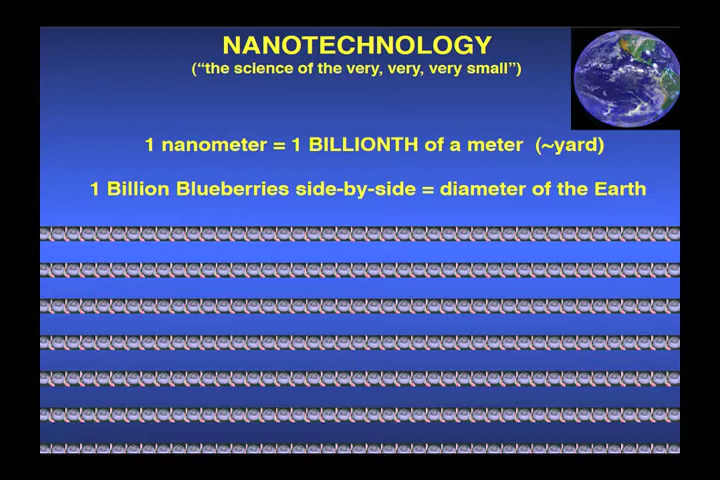 NANOTECHNOLOGY
(“the science of the very, very, very small”)
1 nanometer = 1 BILLIONTH of a meter (~yard)
1 Billion Blueberries side-by-side = diameter of the Earth